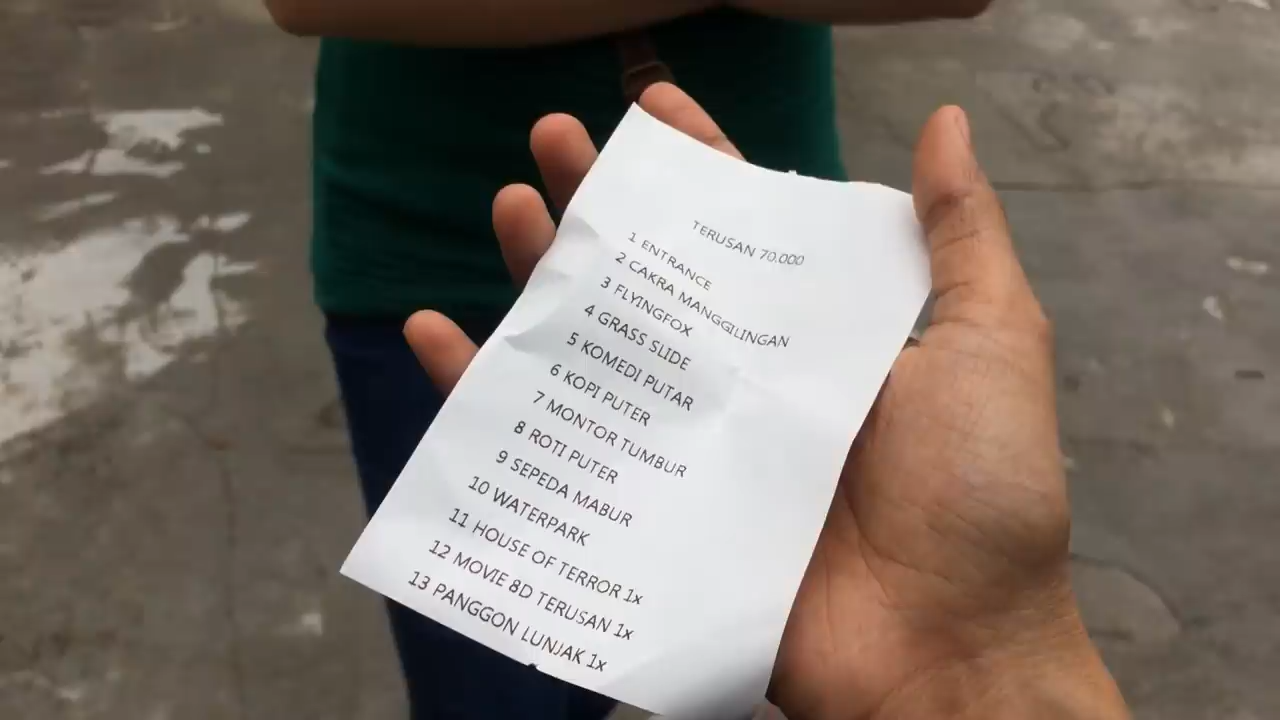 TERUSAN 70.000
1 ENTRANCE
2 CAKRA MANGGILINGAN
3 FLYINGFOX
4 GRASS SLIDE
5 KOMEDI PUTAR
6 KOPI PUTER
7 MONTOR TUMBUR
8 ROTI PUTER
9 SEPEDA MABUR
10 WATERPARK
11 HOUSE OF TERROR 1x
12 MOVIE 8D TERUSAN 1x
13 PANGGON LUNJAK 1x